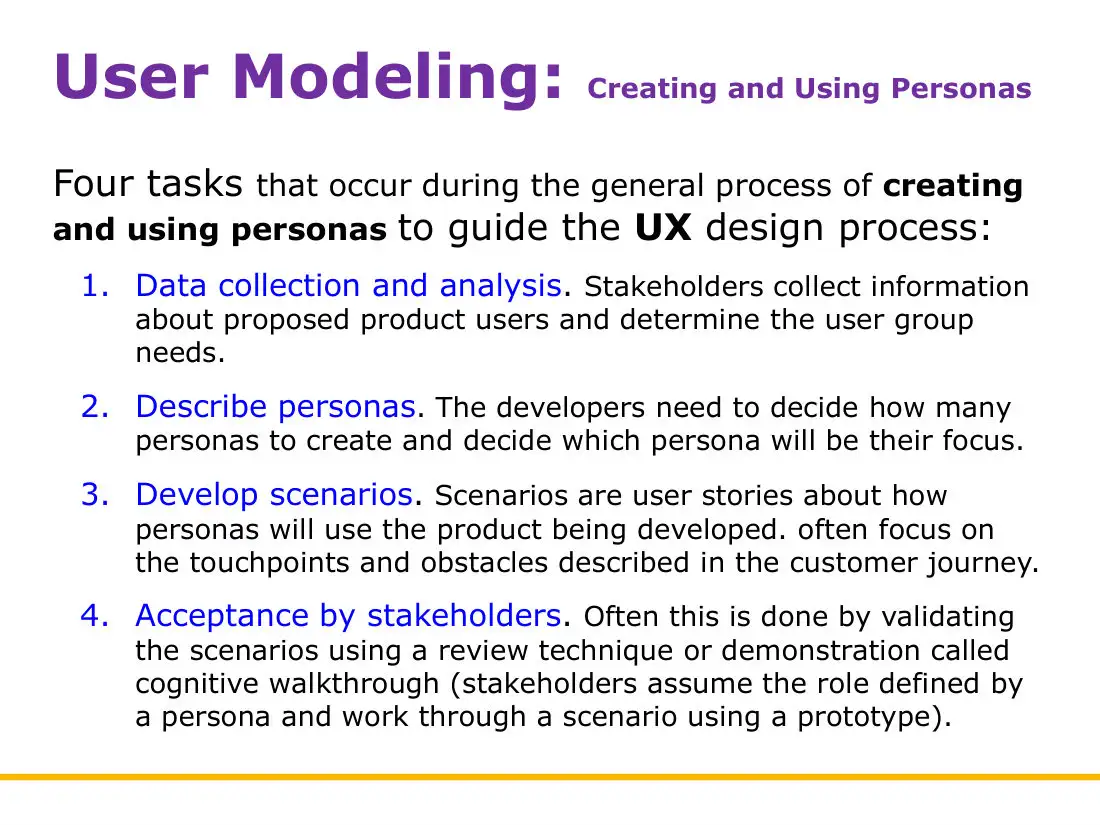 User Modeling: Creating and Using Personas
Four tasks that occur during the general process of creating
and using personas to guide the UX design process:
1. Data collection and analysis. Stakeholders collect information
about proposed product users and determine the user group
needs.
2. Describe personas. The developers need to decide how many
personas to create and decide which persona will be their focus.
3. Develop scenarios. Scenarios are user stories about how
personas will use the product being developed. often focus on
the touchpoints and obstacles described in the customer journey.
4. Acceptance by stakeholders. Often this is done by validating
the scenarios using a review technique or demonstration called
cognitive walkthrough (stakeholders assume the role defined by
a persona and work through a scenario using a prototype).